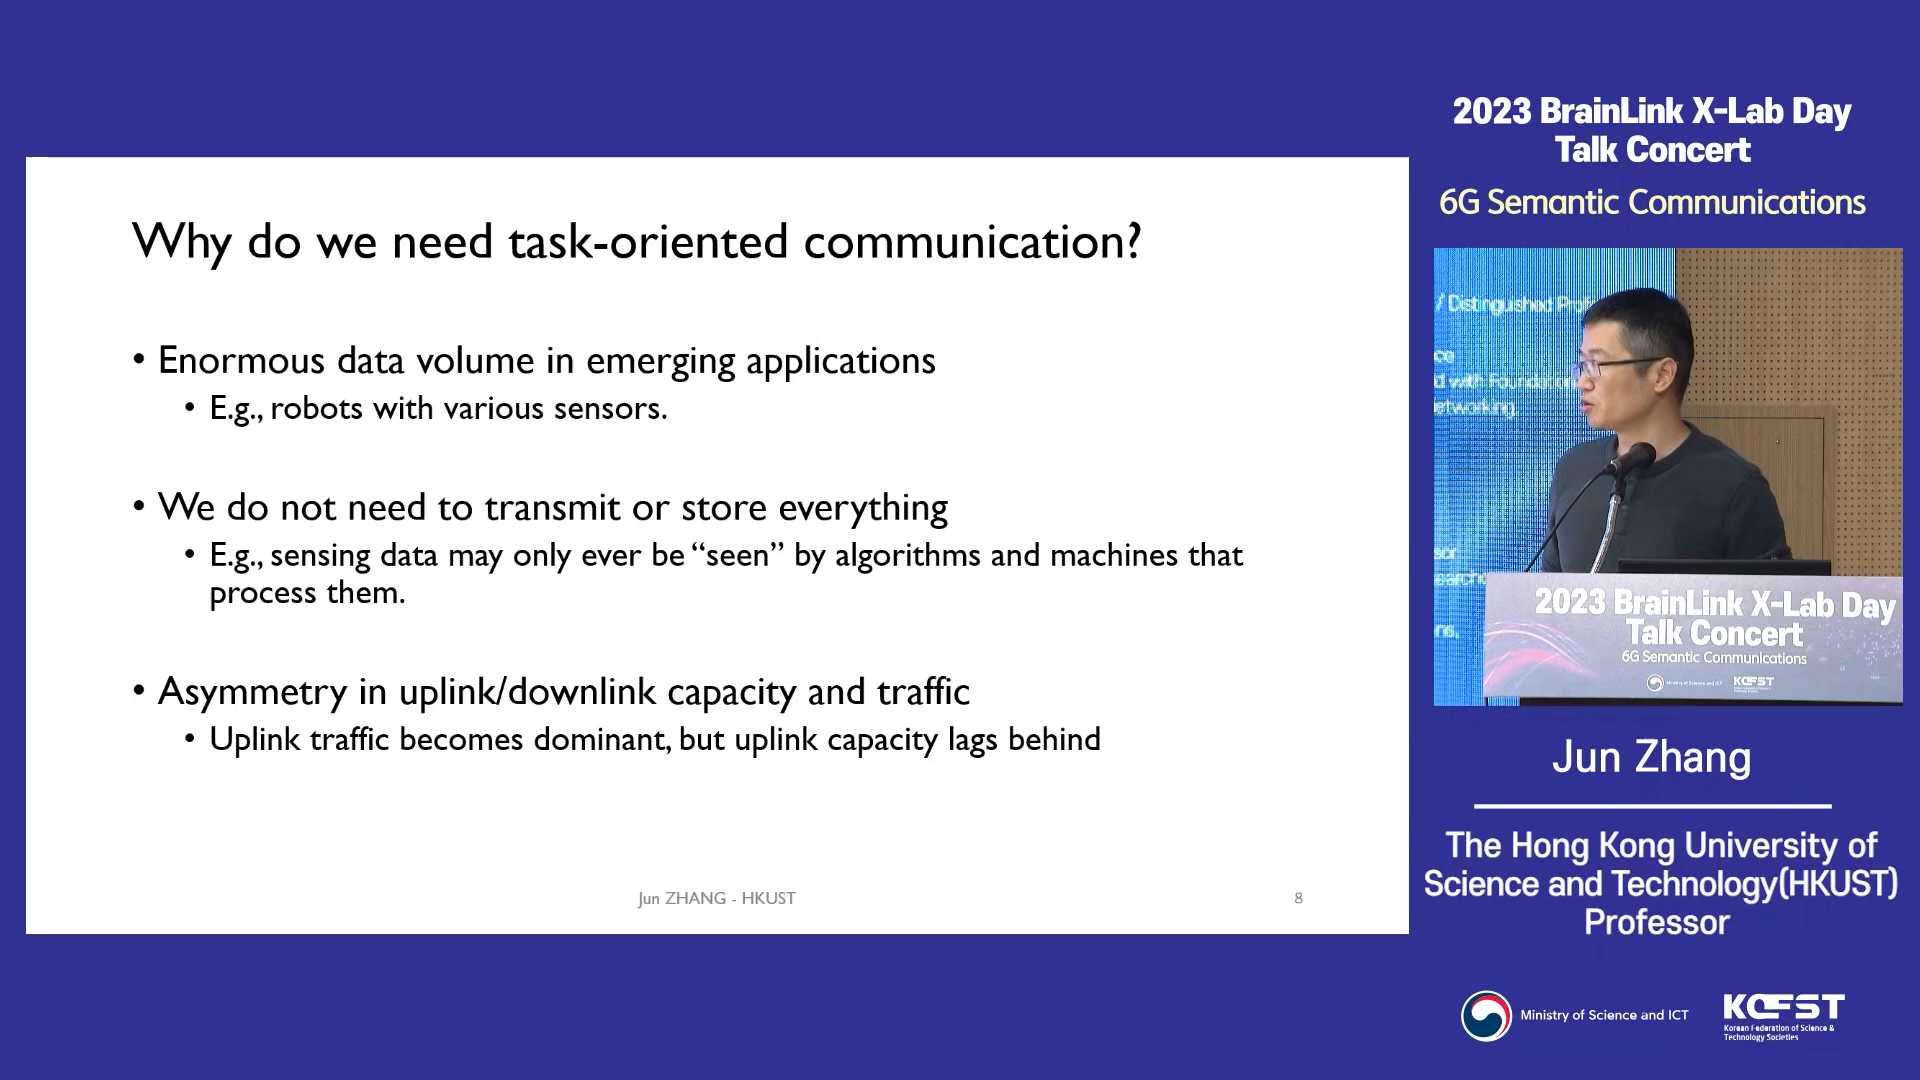 Why do we need task-oriented communication?
• Enormous data volume in emerging applications
• E.g., robots with various sensors.
• We do not need to transmit or store everything
• E.g., sensing data may only ever be “seen” by algorithms and machines that
process them.
• Asymmetry in uplink/downlink capacity and traffic
• Uplink traffic becomes dominant, but uplink capacity lags behind
Jun ZHANG - HKUST
8
2023 BrainLink X-Lab Day
Talk Concert
6G Semantic Communications
/ Distinguished
with
etworking,
2023 BrainLink X-Lab Day
Talk Concert
6G Semantic Communications
Ministry of Science and ICT
KOFST
Jun Zhang
The Hong Kong University of
Science and Technology(HKUST)
Professor
Ministry of Science and ICT
KOFST
Korean Federation of Science &
Technology Societies